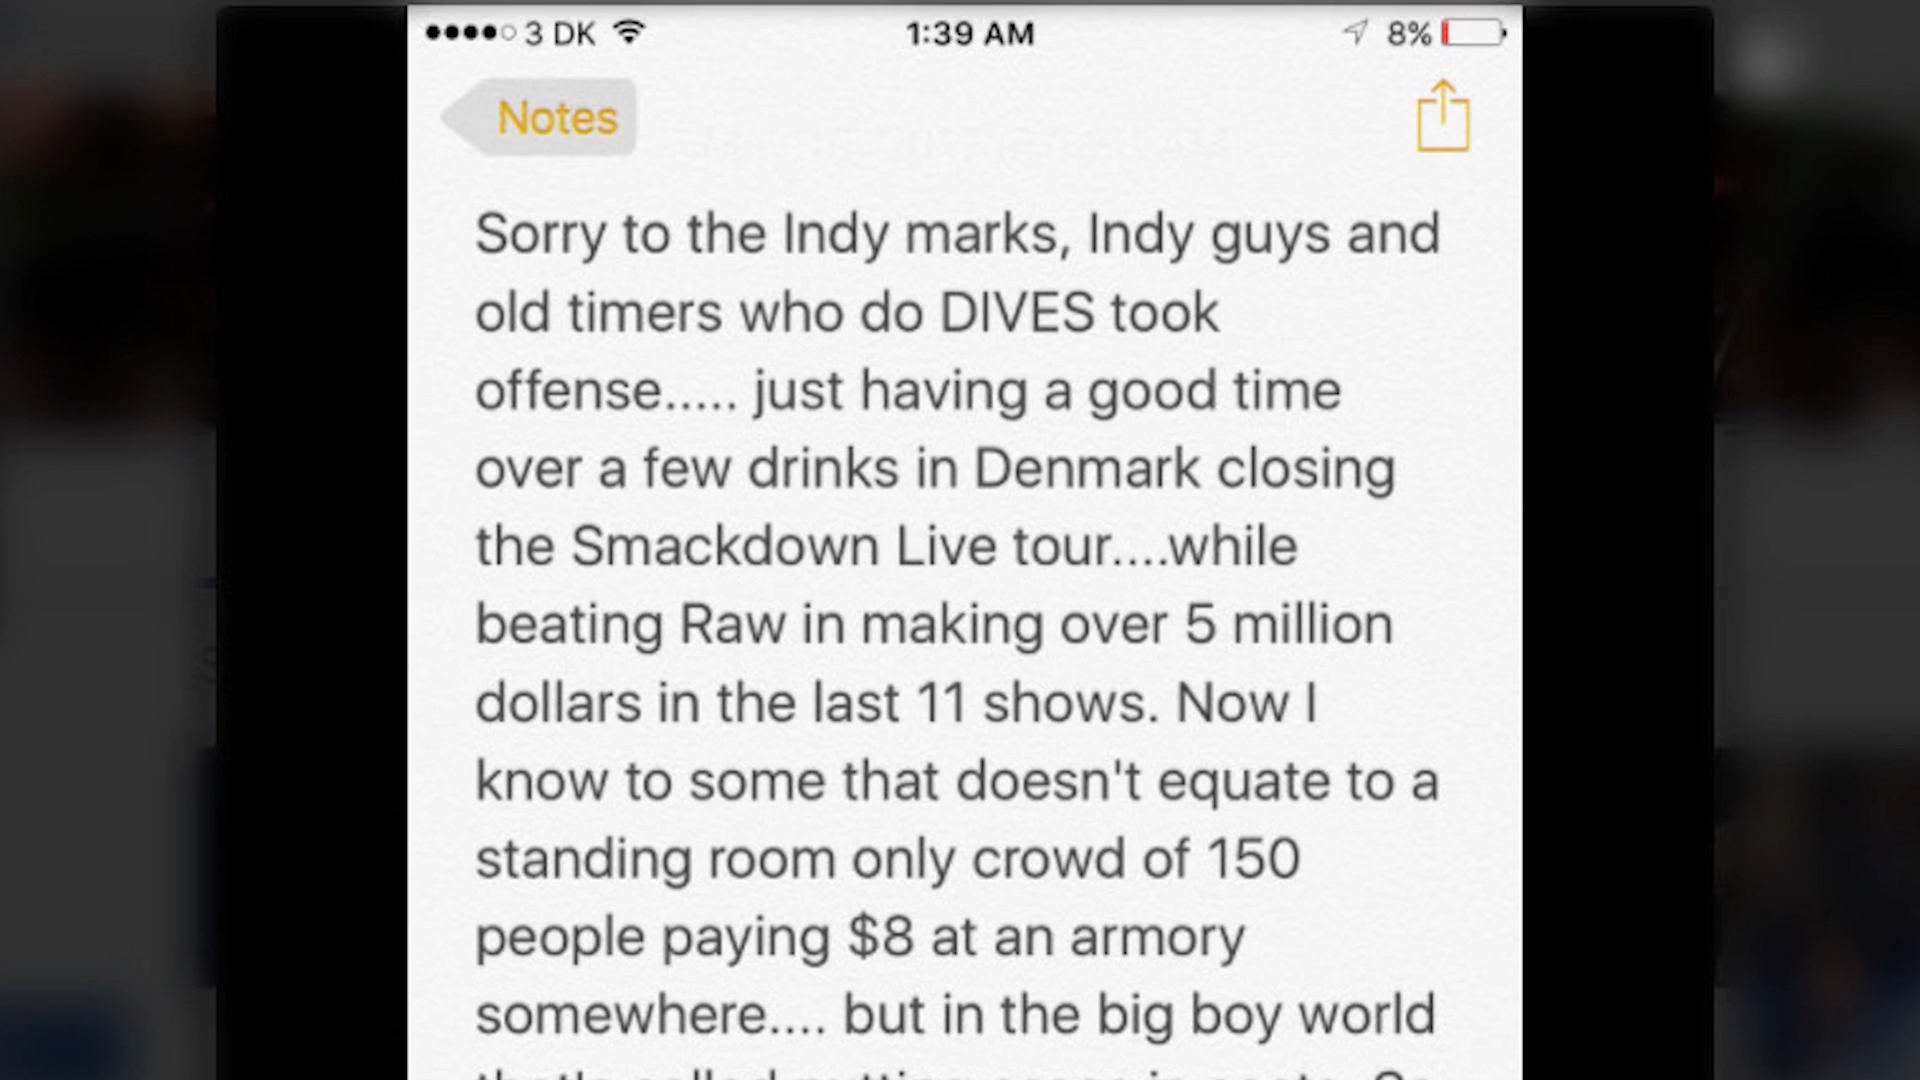 3 DK 1:39 AM 8%
Notes
Sorry to the Indy marks, Indy guys and
old timers who do DIVES took
offense..... just having a good time
over a few drinks in Denmark closing
the Smackdown Live tour....while
beating Raw in making over 5 million
dollars in the last 11 shows. Now I
know to some that doesn't equate to a
standing room only crowd of 150
people paying $8 at an armory
somewhere.... but in the big boy world